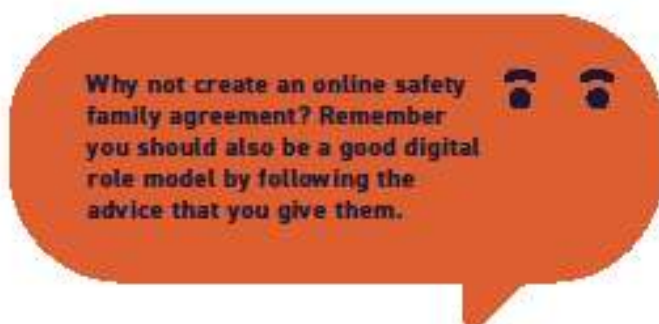 Why not create an online safety
family agreement? Remember
you should also be a good digital
role model by following the
advice that you give them.